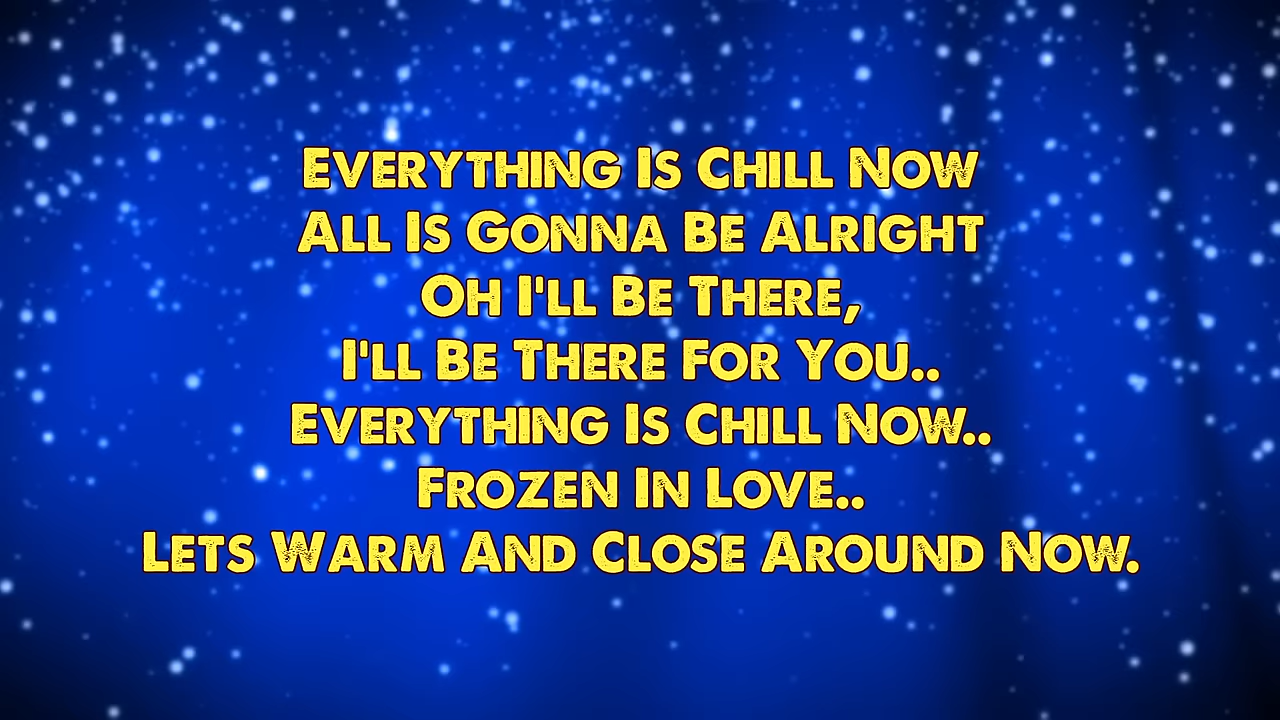 Everything Is Chill Now
All Is Gonna Be Alright
Oh I'll Be There,
I'll Be There For You..
Everything Is Chill Now..
Frozen In Love..
Lets Warm And Close Around Now.